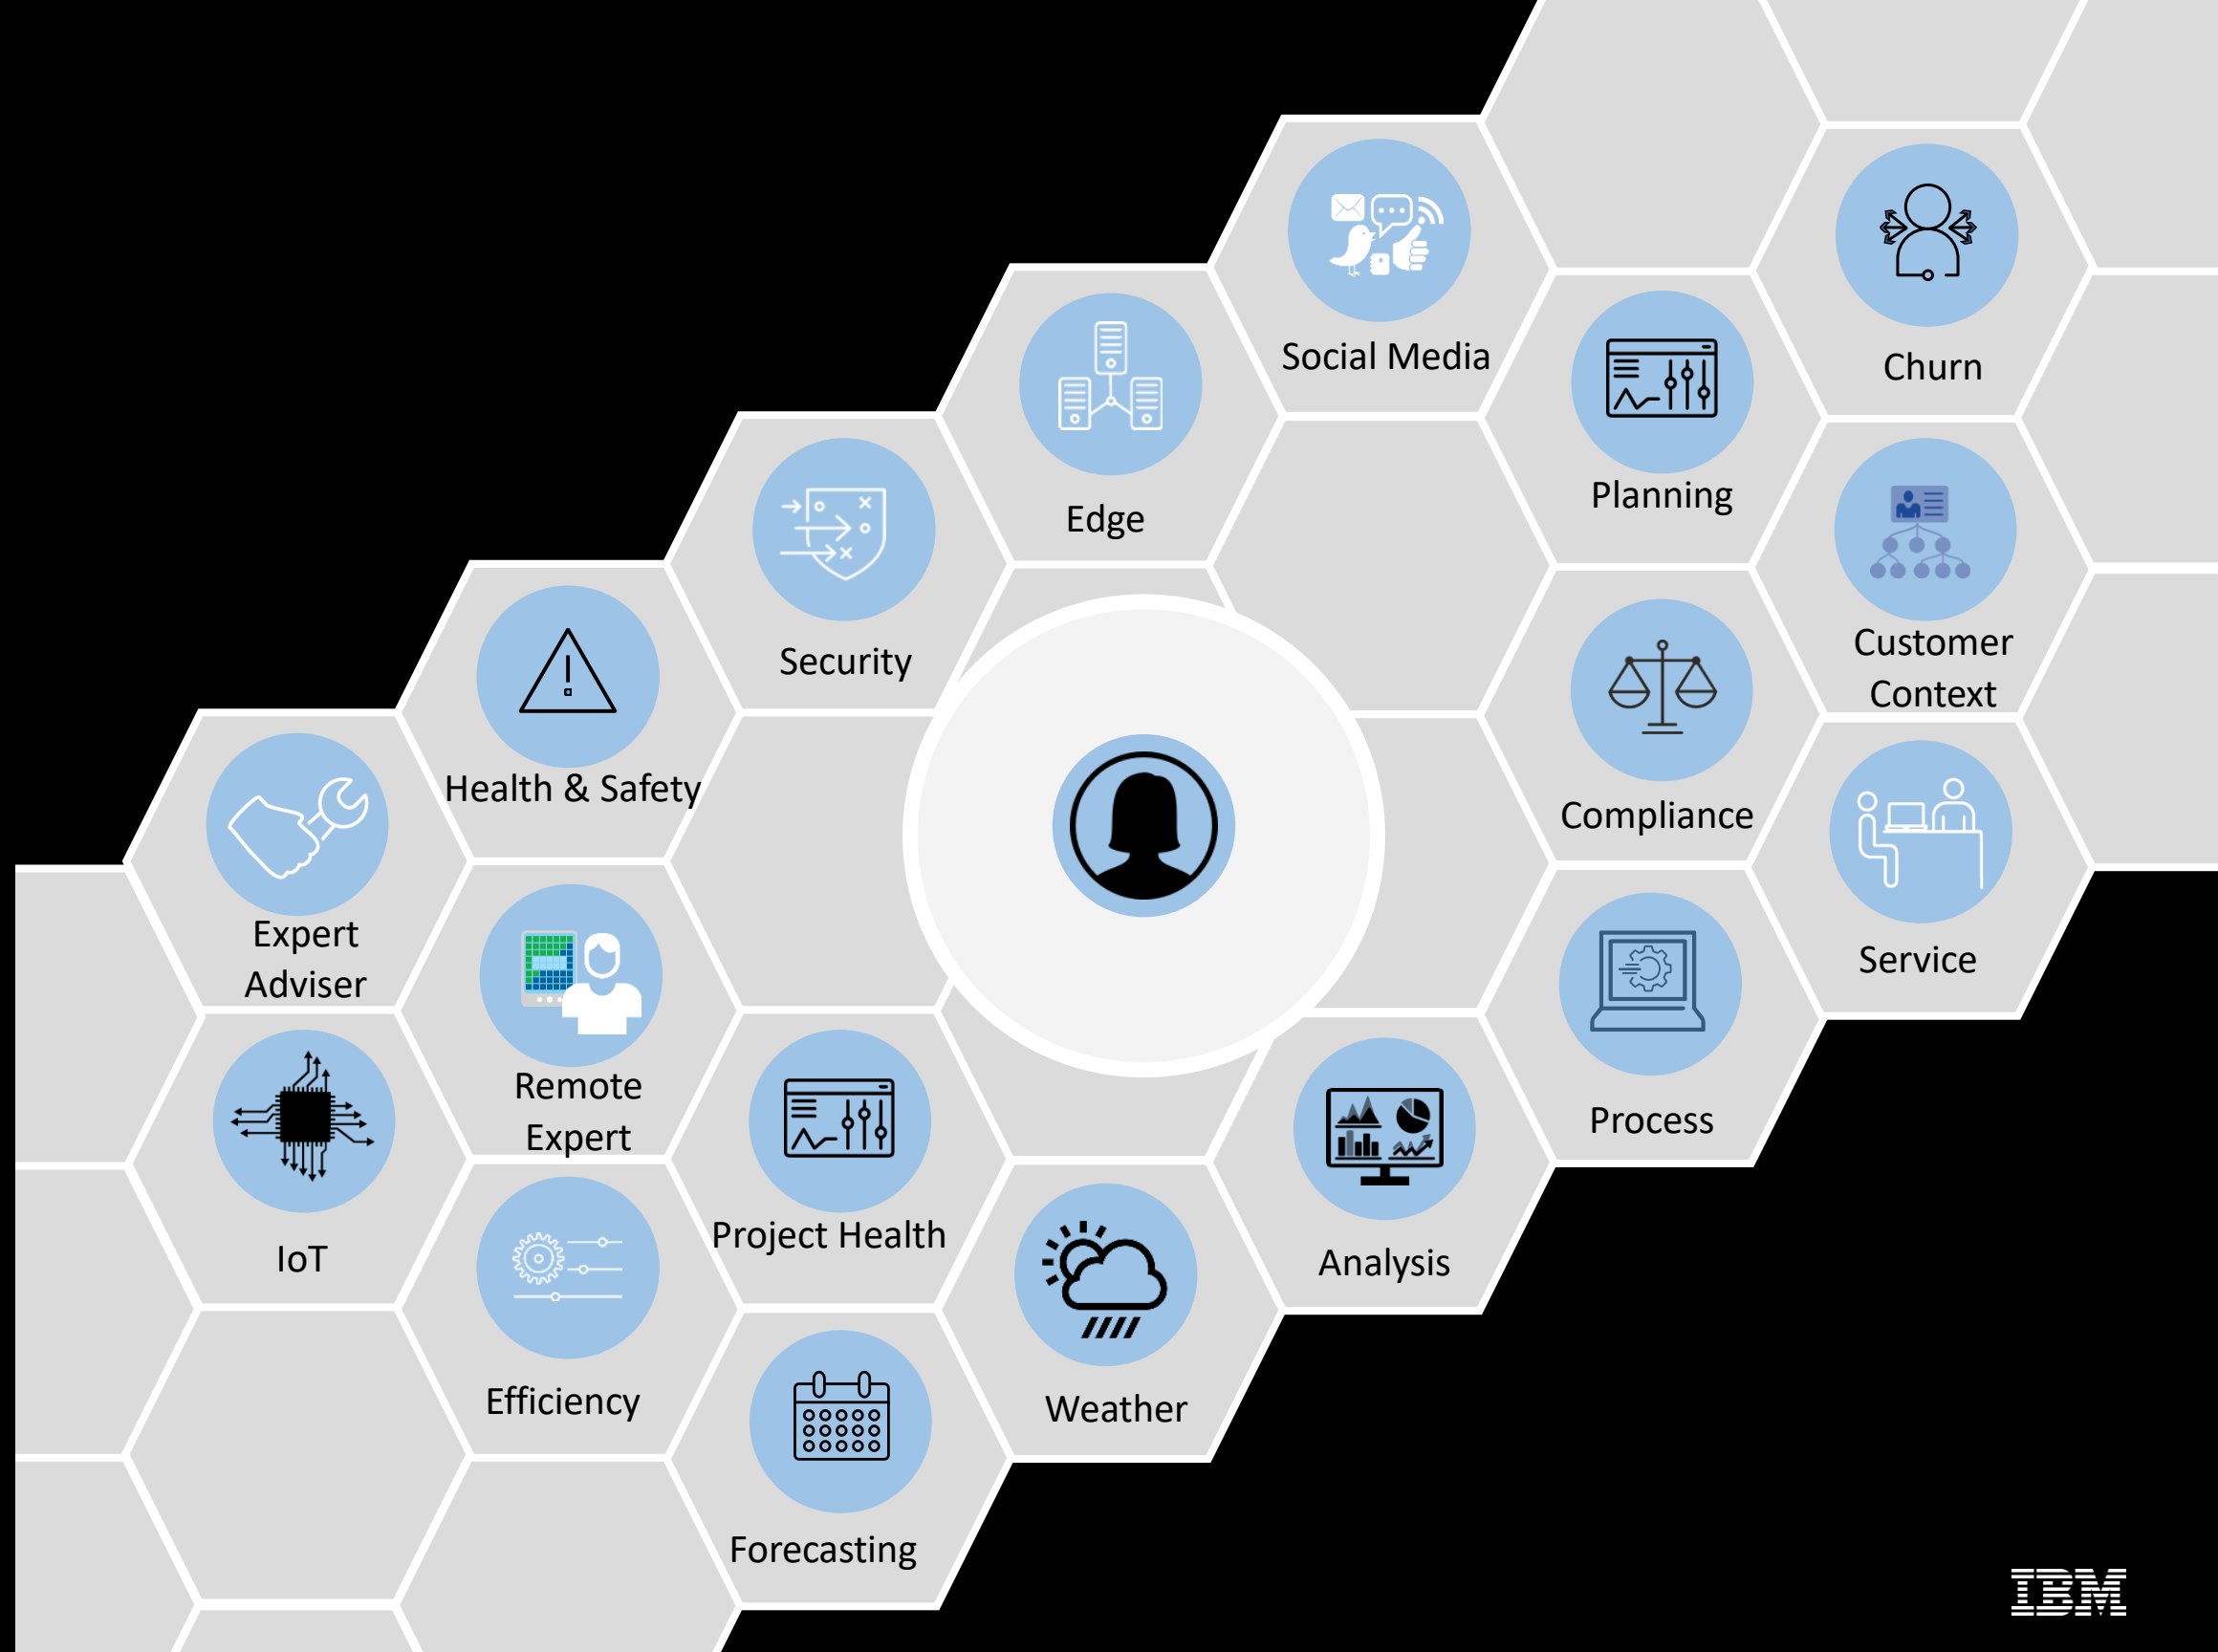 Social Media
Churn
Planning
Edge
Customer
Context
Security
Health & Safety
Compliance
Expert
Adviser
Service
Remote
Expert
Process
Project Health
IoT
Analysis
Efficiency
Weather
Forecasting
IBM